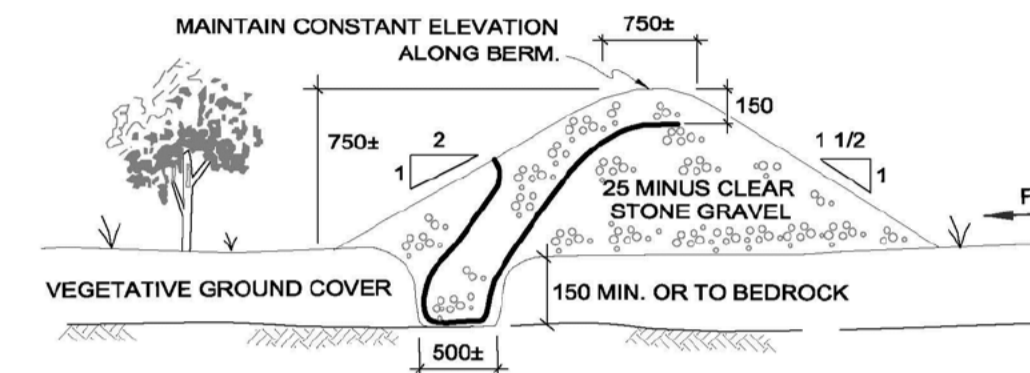 MAINTAIN CONSTANT ELEVATION
ALONG BERM.
750±
150
750±
2
1
1 1/2
1
25 MINUS CLEAR
STONE GRAVEL
F
VEGETATIVE GROUND COVER
150 MIN. OR TO BEDROCK
500±